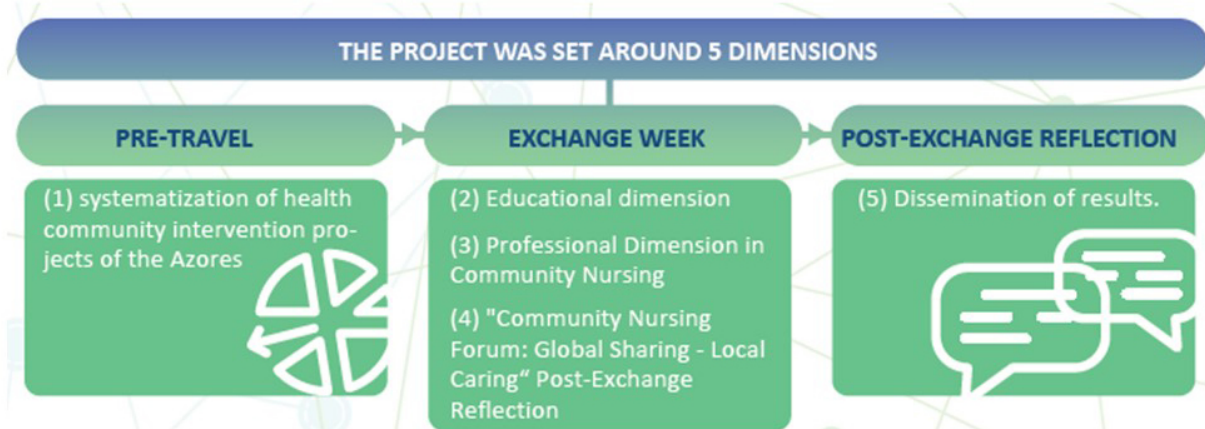 THE PROJECT WAS SET AROUND 5 DIMENSIONS
PRE-TRAVEL
(1) systematization of health
community intervention pro-
jects of the Azores
EXCHANGE WEEK
(2) Educational dimension
(3) Professional Dimension in
Community Nursing
(4) "Community Nursing
Forum: Global Sharing - Local
Caring“ Post-Exchange
Reflection
POST-EXCHANGE REFLECTION
(5) Dissemination of results.